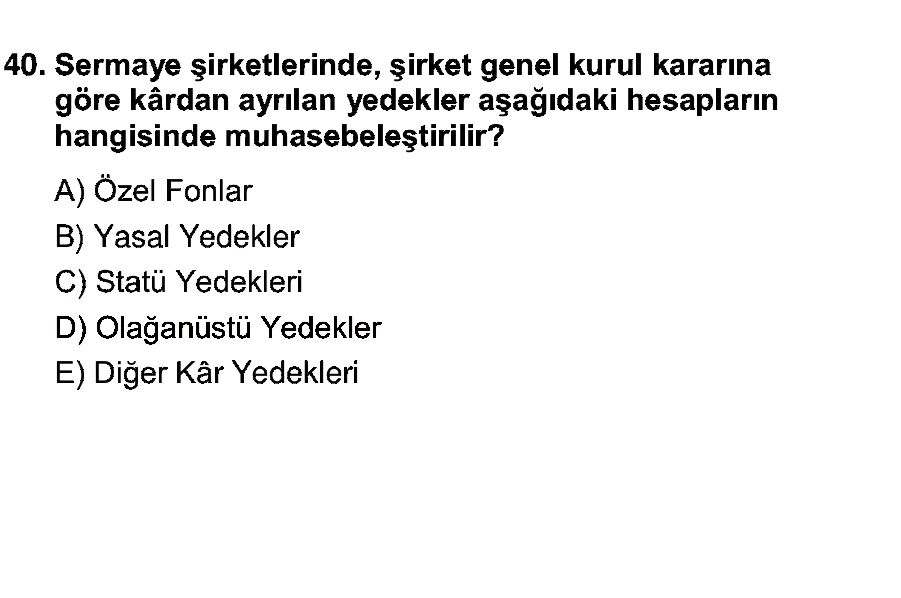 40. Sermaye şirketlerinde, şirket genel kurul kararına
göre kârdan ayrılan yedekler aşağıdaki hesapların
hangisinde muhasebeleştirilir?
A) Özel Fonlar
B) Yasal Yedekler
C) Statü Yedekleri
D) Olağanüstü Yedekler
E) Diğer Kâr Yedekleri